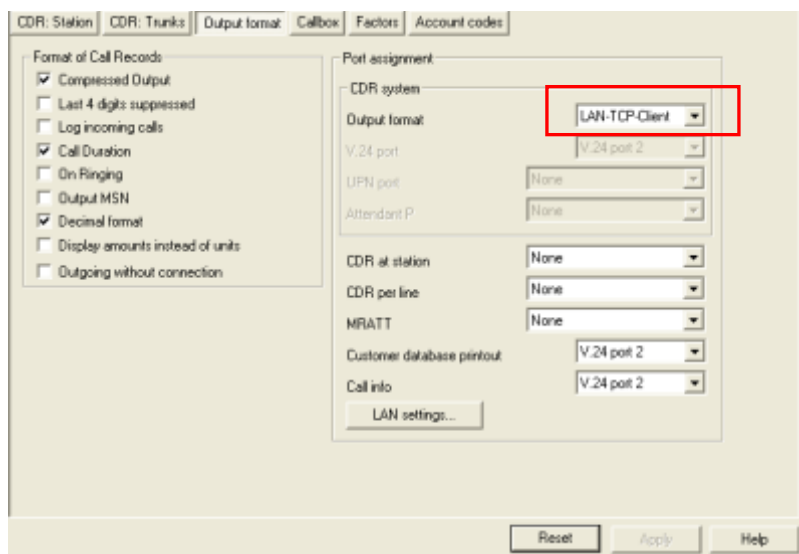 CDR: Station CDR: Trunks Output format Callbox Factors Account codes
Format of Call Records
Compressed Output
Last 4 digits suppressed
Log incoming calls
Call Duration
On Ringing
Output MSN
Decimal format
Display amounts instead of units
Outgoing without connection
Port assignment
CDR system
Output format LAN-TCP-Client
V.24 port V.24 port 2
UPN port None
Attendant P None
CDR at station None
CDR per line None
MRATT None
Customer database printout V.24 port 2
Call info V.24 port 2
LAN settings...
Reset Apply Help